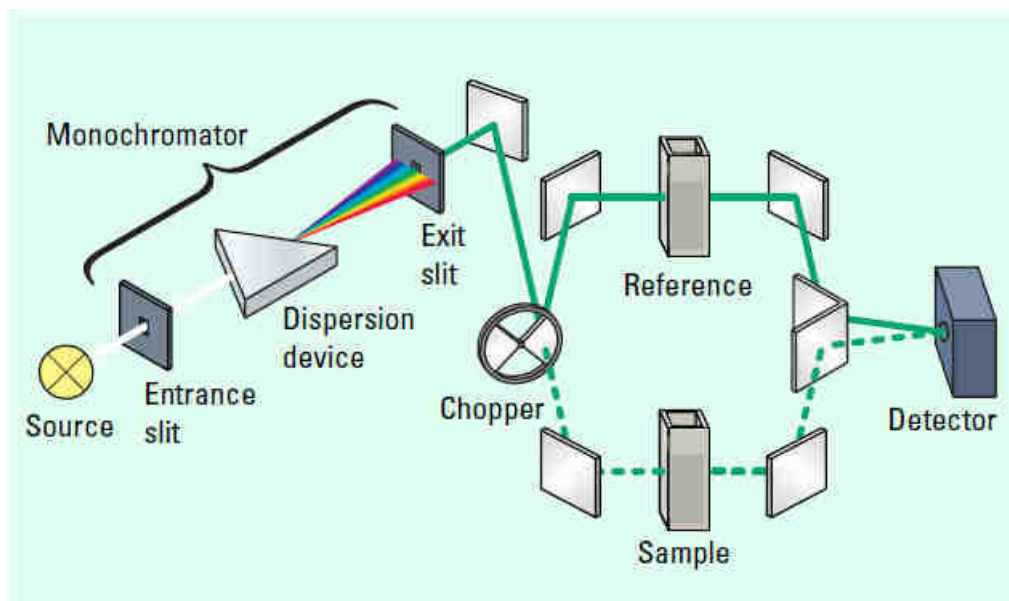 Monochromator
Exit
slit
Reference
Dispersion
device
Chopper
Detector
Entrance
slit
Source
Sample